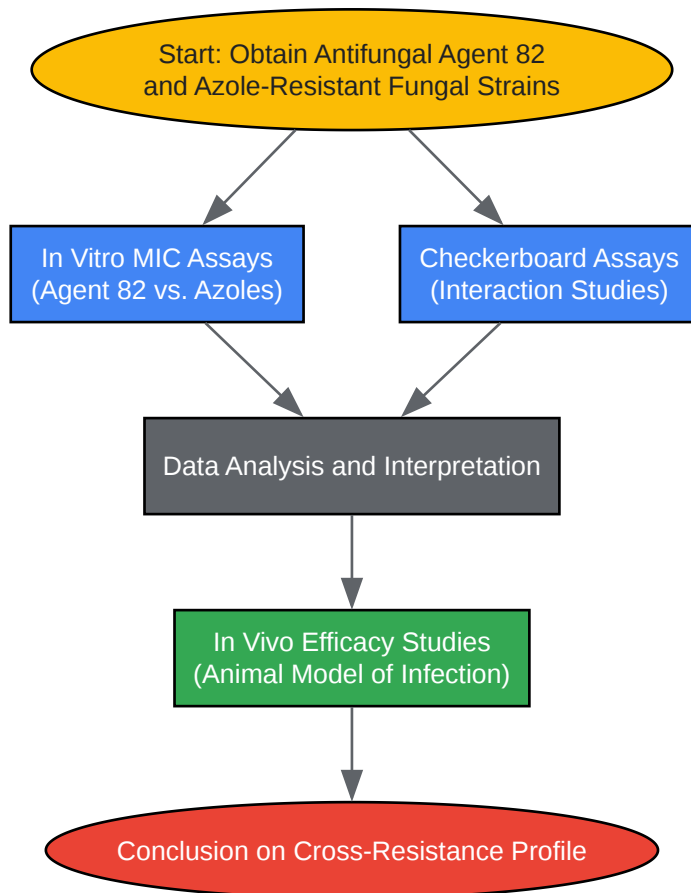 Start: Obtain Antifungal Agent 82
and Azole-Resistant Fungal Strains
In Vitro MIC Assays
(Agent 82 vs. Azoles)
Checkerboard Assays
(Interaction Studies)
Data Analysis and Interpretation
In Vivo Efficacy Studies
(Animal Model of Infection)
Conclusion on Cross-Resistance Profile